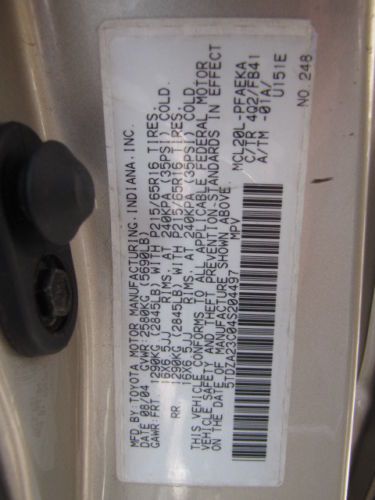 MFD.BY:TOYOTA MOTOR MANUFACTURING.INDIANA.INC.
DATE 08/04 GVWR:2580KG (5690LB)
GAWR:FRT 1290KG (2845LB) WITH P215/65R16 TIRES,
16X6.5JJ RIMS, AT 240KPA (35PSI) COLD.
RR 1290KG (2845LB) WITH P215/65R16 TIRES,
16X6.5JJ RIMS, AT 240KPA (35PSI) COLD.
THIS VEHICLE CONFORMS TO ALL APPLICABLE FEDERAL MOTOR
VEHICLE SAFETY AND THEFT PREVENTION STANDARDS IN EFFECT
ON THE DATE OF MANUFACTURE SHOWN ABOVE.
5TDZA23C04S204497 MPV
MCL20L-PFAEKA
C/TR 4Q2/FB41
A/TM -01A/
U151E
NO.248